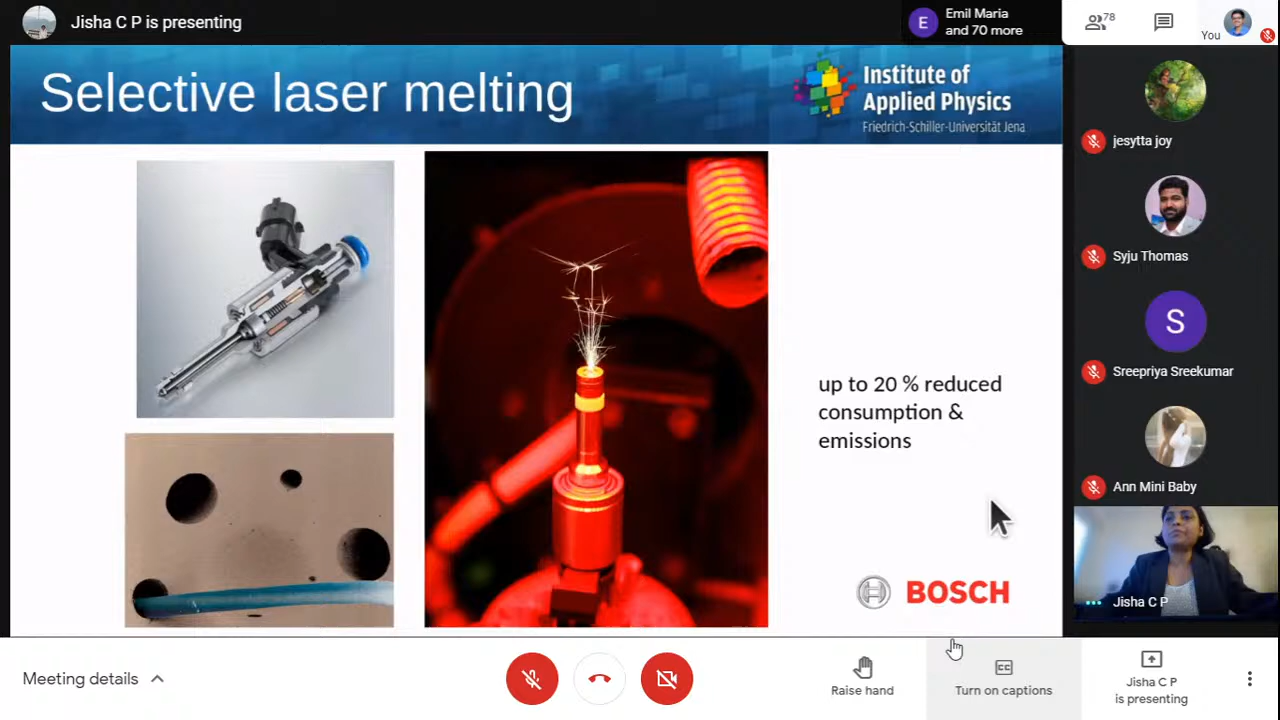 Jisha C P is presenting
E
Emil Maria
and 70 more
78
You
Selective laser melting
Institute of
Applied Physics
Friedrich-Schiller-Universität Jena
jesytta joy
Syju Thomas
S
Sreepriya Sreekumar
up to 20 % reduced
consumption &
emissions
Ann Mini Baby
BOSCH
Jisha C P
Meeting details
Raise hand
CC
Turn on captions
Jisha C P
is presenting